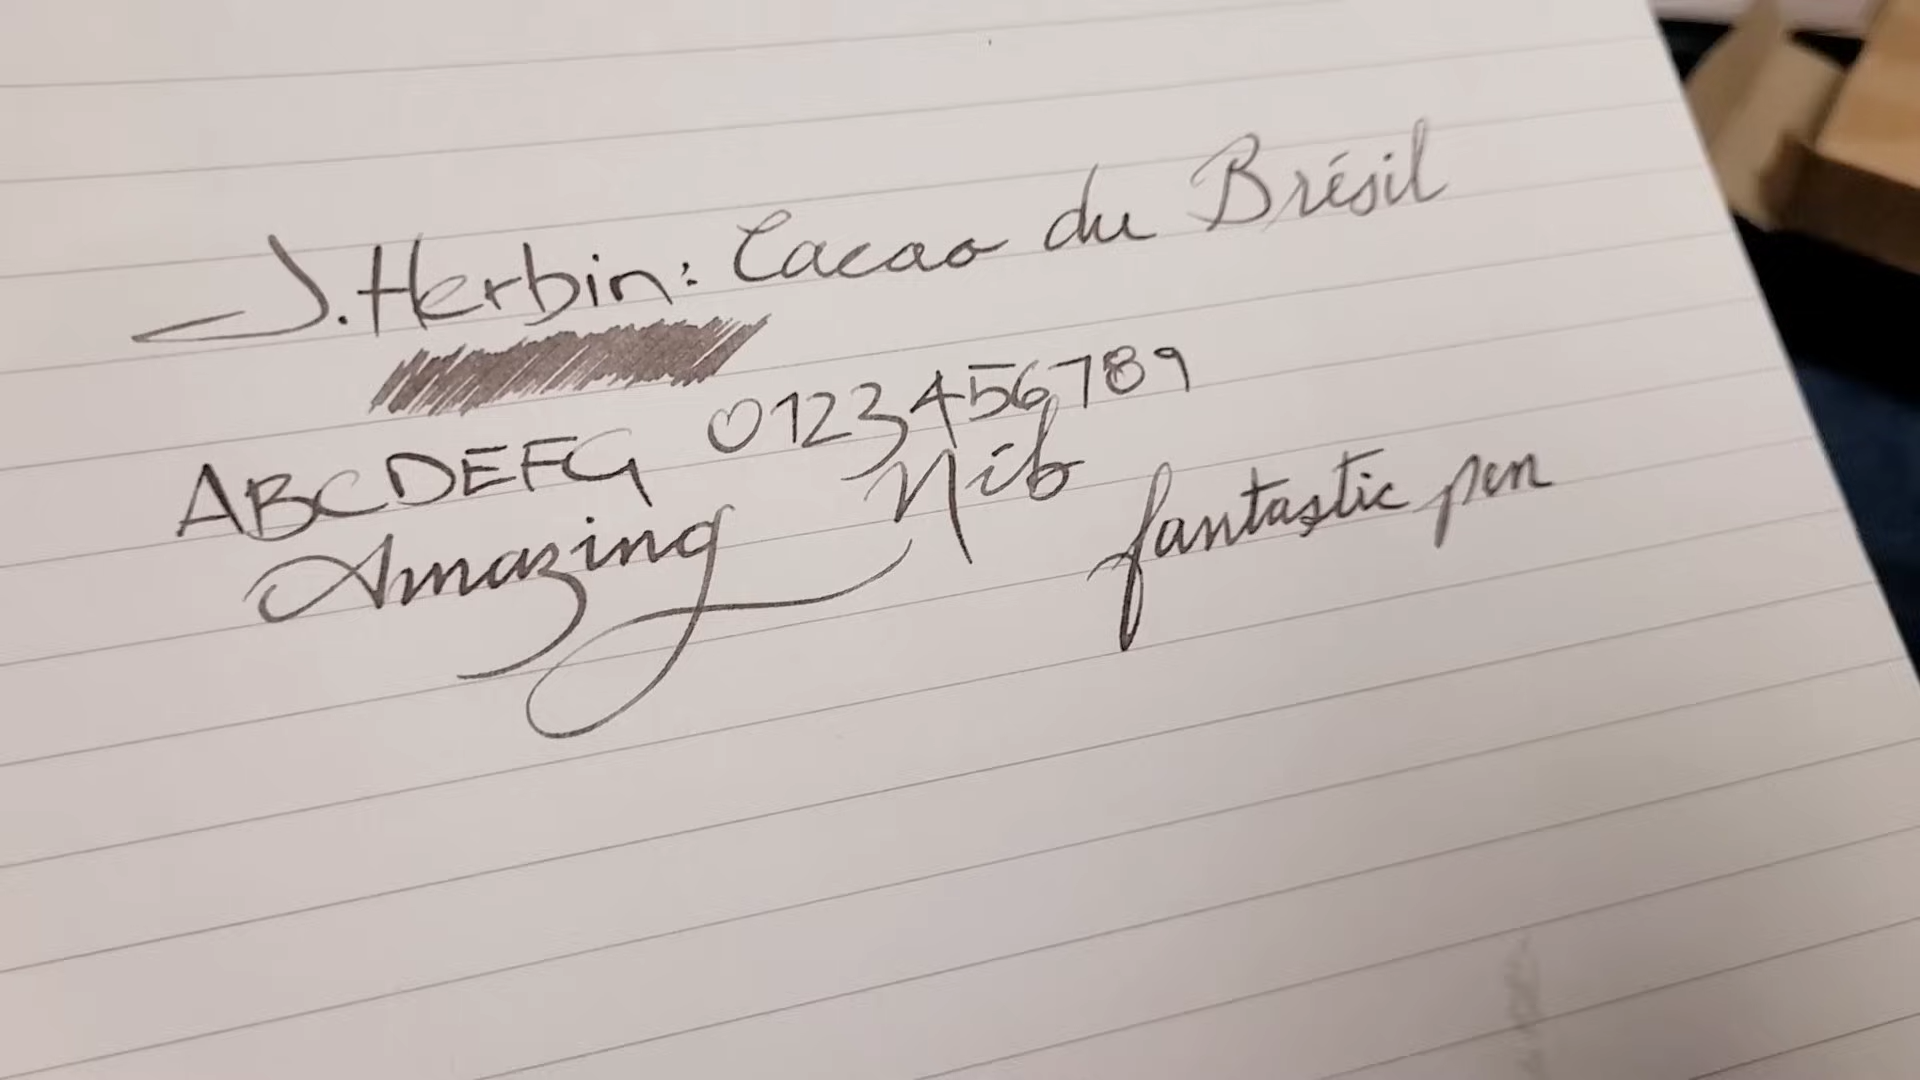 J.Herbin: Cacao du Brésil
ABCDEFG 0123456789
Amazing Nib fantastic pen